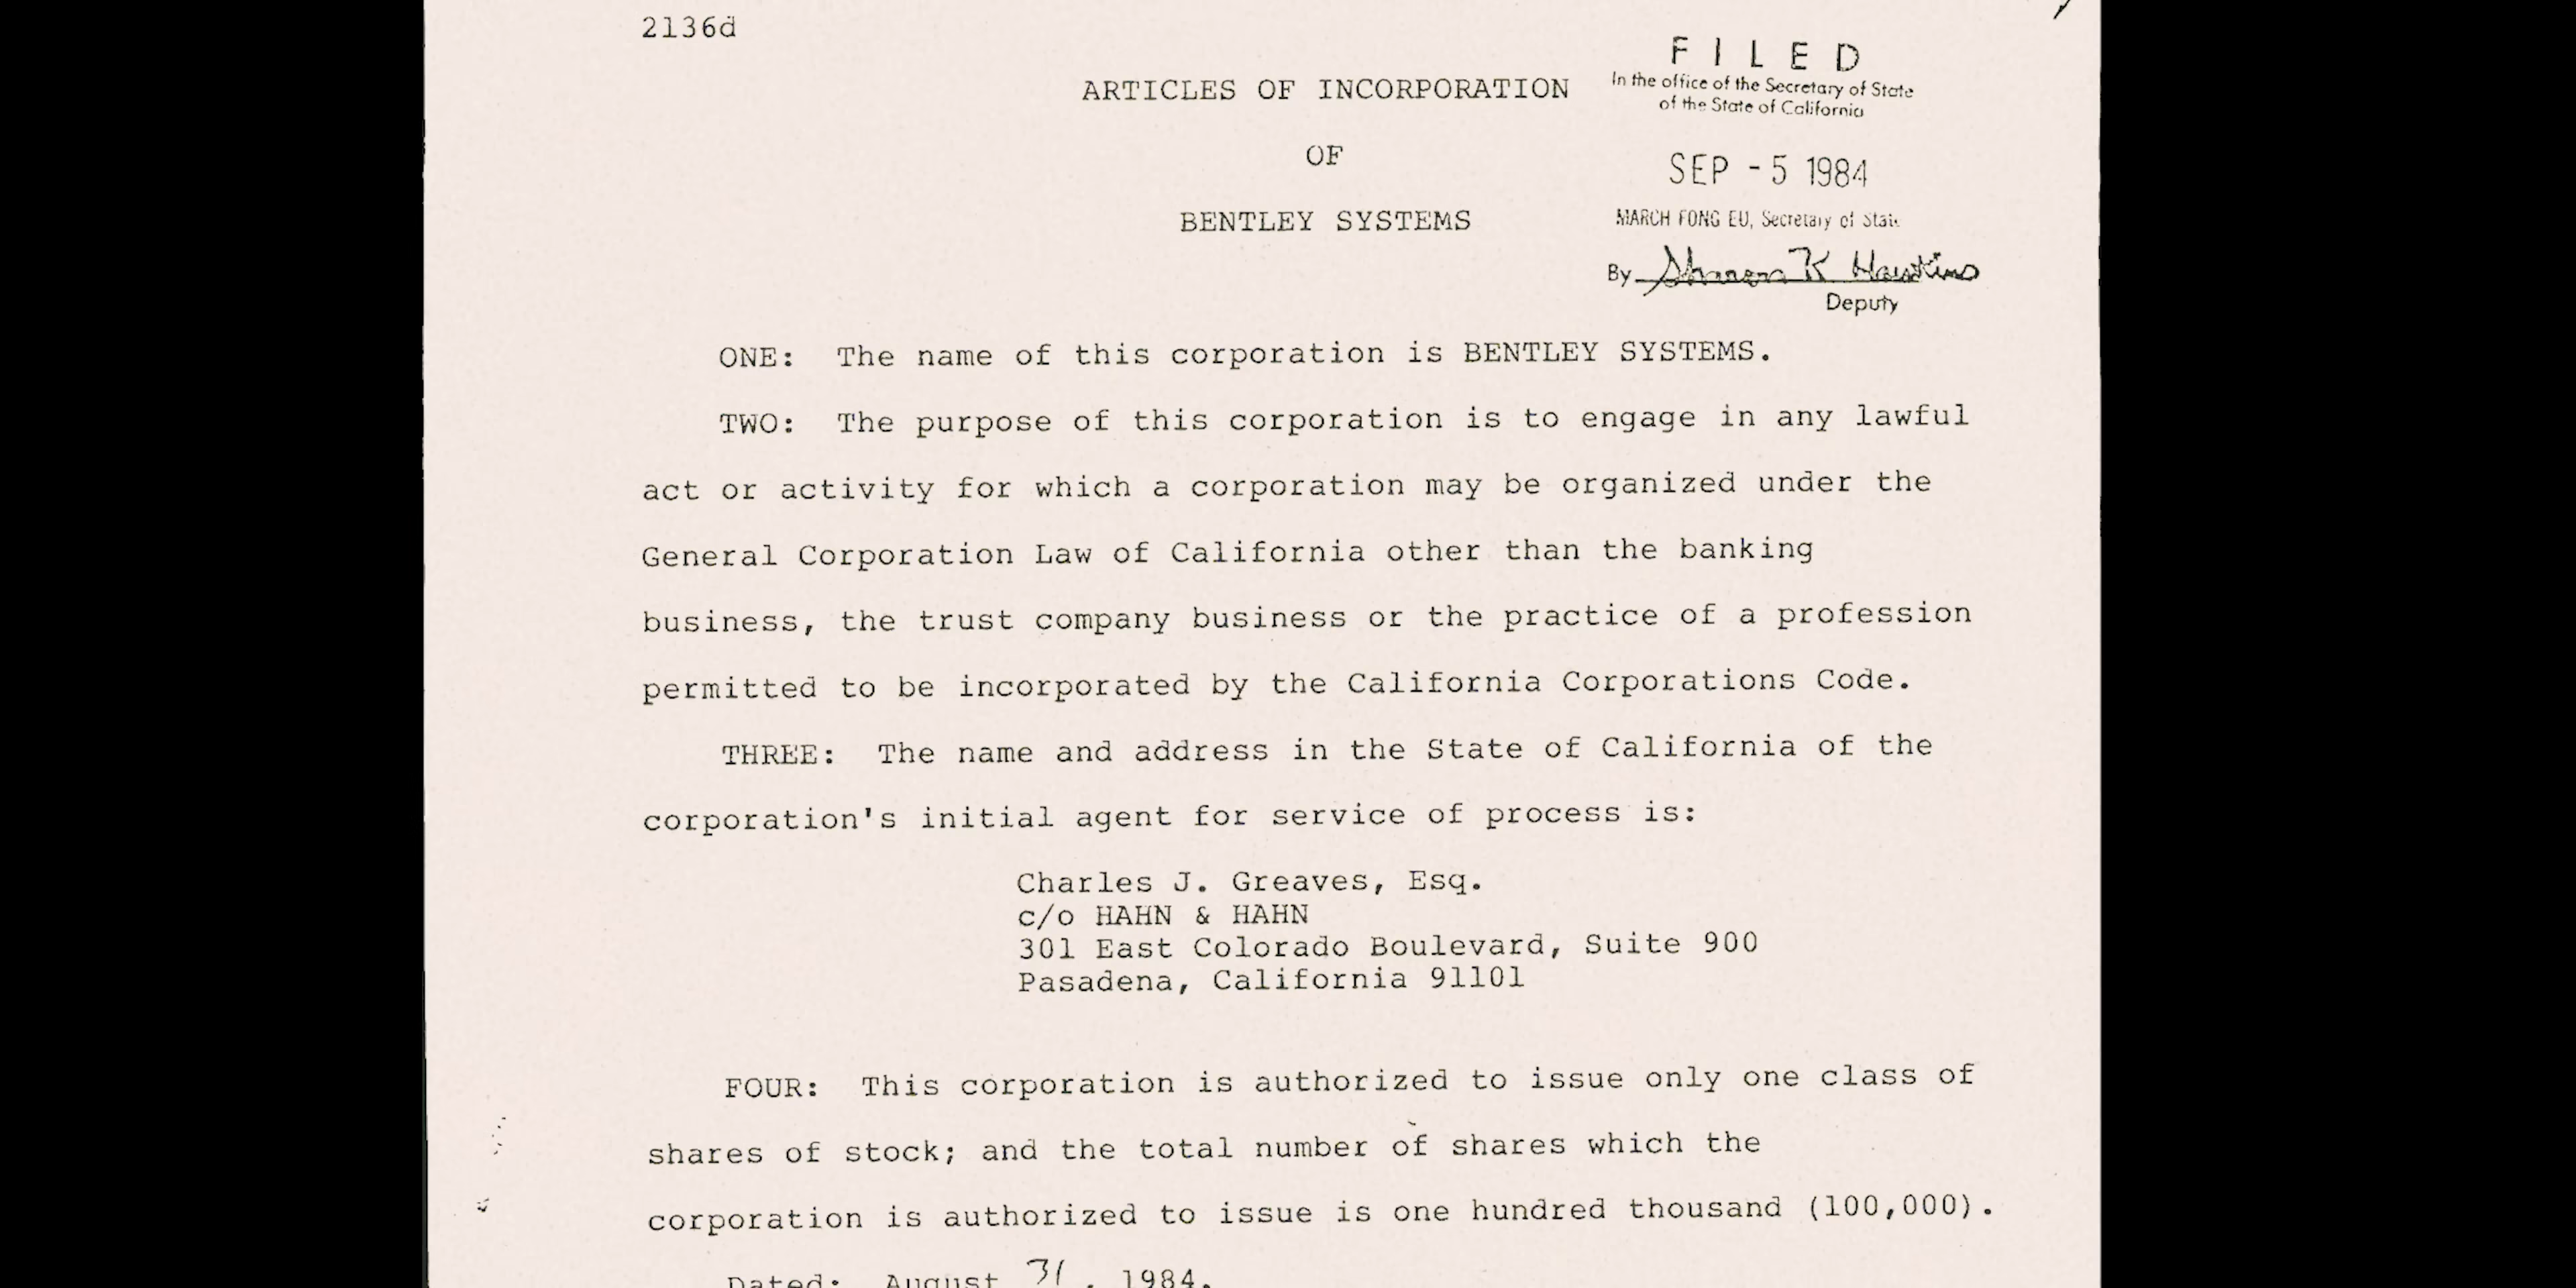 2136d
FILED
In the office of the Secretary of State
of the State of California
ARTICLES OF INCORPORATION
OF
SEP - 5 1984
BENTLEY SYSTEMS
MARCH FONG EU, Secretary of State
By Sharon K Hawkins
Deputy
ONE: The name of this corporation is BENTLEY SYSTEMS.
TWO: The purpose of this corporation is to engage in any lawful
act or activity for which a corporation may be organized under the
General Corporation Law of California other than the banking
business, the trust company business or the practice of a profession
permitted to be incorporated by the California Corporations Code.
THREE: The name and address in the State of California of the
corporation's initial agent for service of process is:
Charles J. Greaves, Esq.
c/o HAHN & HAHN
301 East Colorado Boulevard, Suite 900
Pasadena, California 91101
FOUR: This corporation is authorized to issue only one class of
shares of stock; and the total number of shares which the
corporation is authorized to issue is one hundred thousand (100,000).
Dated: August 31, 1984.